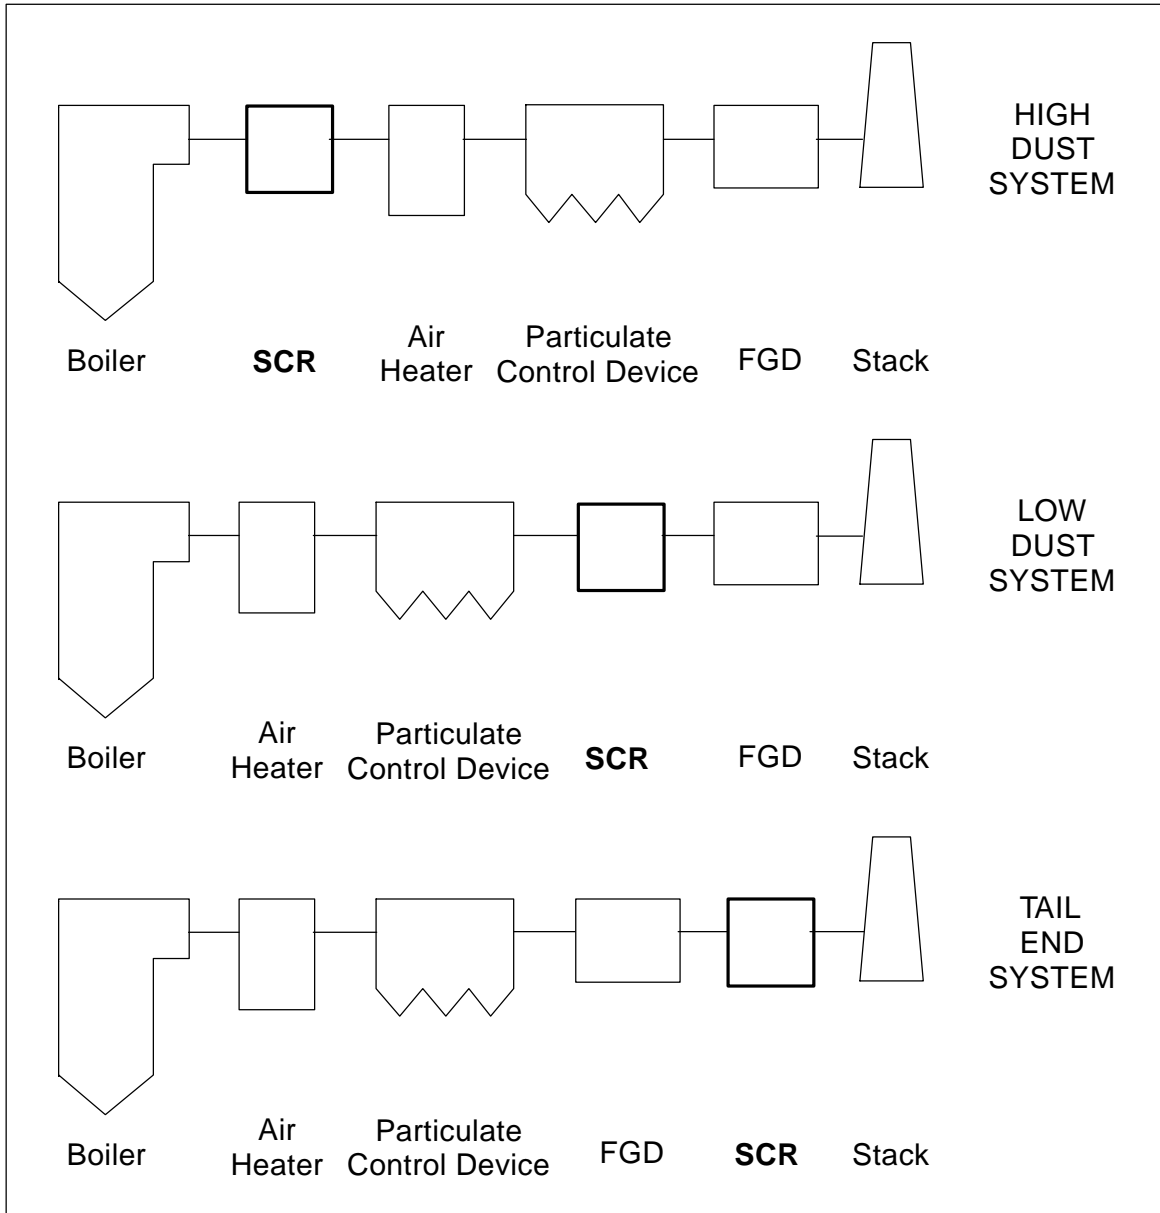 HIGH
DUST
SYSTEM
Boiler
SCR
Air
Heater
Particulate
Control Device
FGD
Stack
LOW
DUST
SYSTEM
Boiler
Air
Heater
Particulate
Control Device
SCR
FGD
Stack
TAIL
END
SYSTEM
Boiler
Air
Heater
Particulate
Control Device
FGD
SCR
Stack